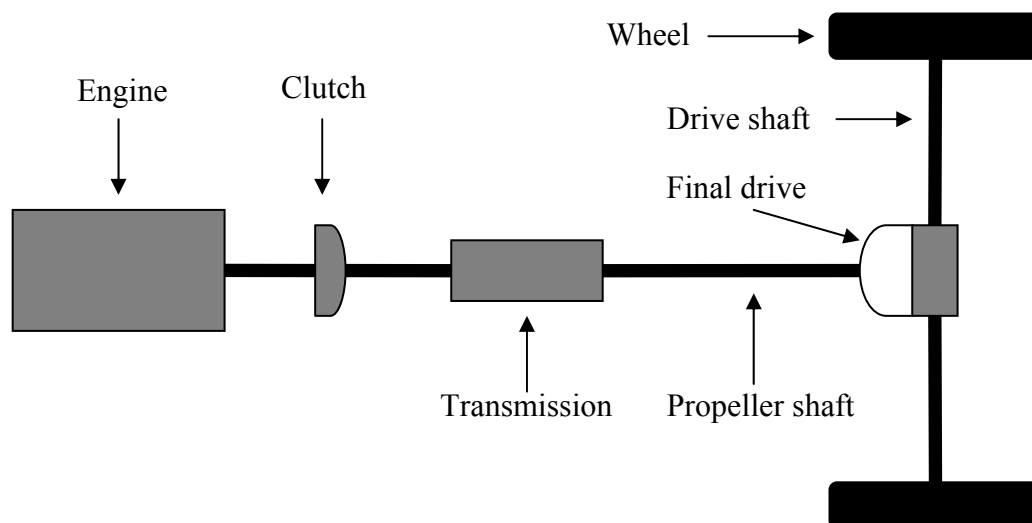 Wheel
Engine
Clutch
Drive shaft
Final drive
Transmission
Propeller shaft